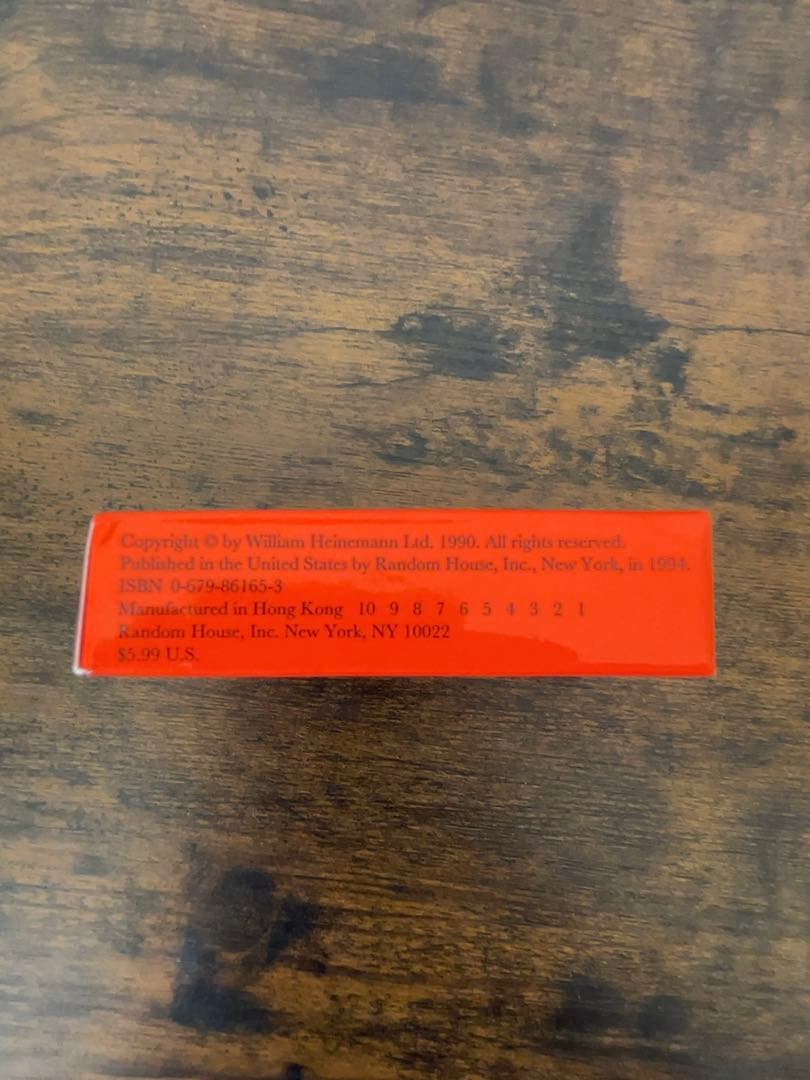 Copyright © by William Heinemann Ltd. 1990. All rights reserved.
Published in the United States by Random House, Inc., New York, in 1994.
ISBN 0-679-86165-3
Manufactured in Hong Kong 10 9 8 7 6 5 4 3 2 1
Random House, Inc. New York, NY 10022
$5.99 U.S.